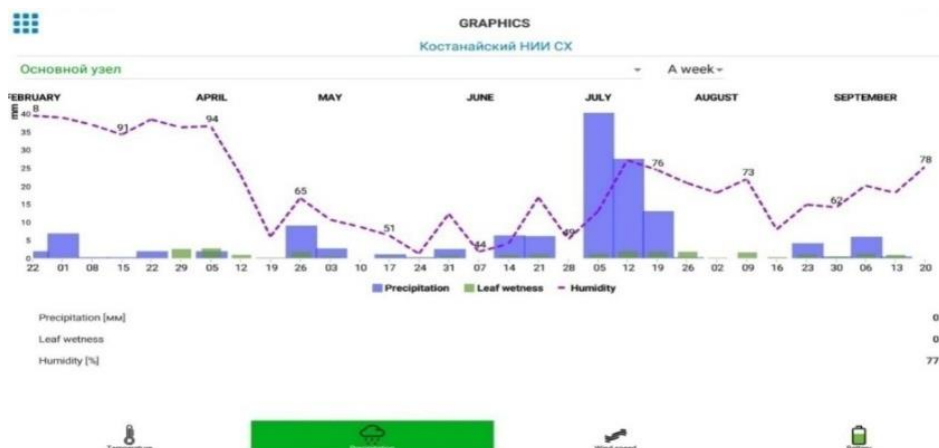 GRAPHICS
Костанайский НИИ СХ
Основной узел A week
FEBRUARY APRIL MAY JUNE JULY AUGUST SEPTEMBER
mm
40
35
30
25
20
15
10
5
0
8 91 94 65 51 44 49 76 73 62 78
22 01 08 15 22 29 05 12 19 26 03 10 17 24 31 07 14 21 28 05 12 19 26 02 09 16 23 30 06 13 20
Precipitation Leaf wetness Humidity
Precipitation [мм] 0
Leaf wetness 0
Humidity [%] 77